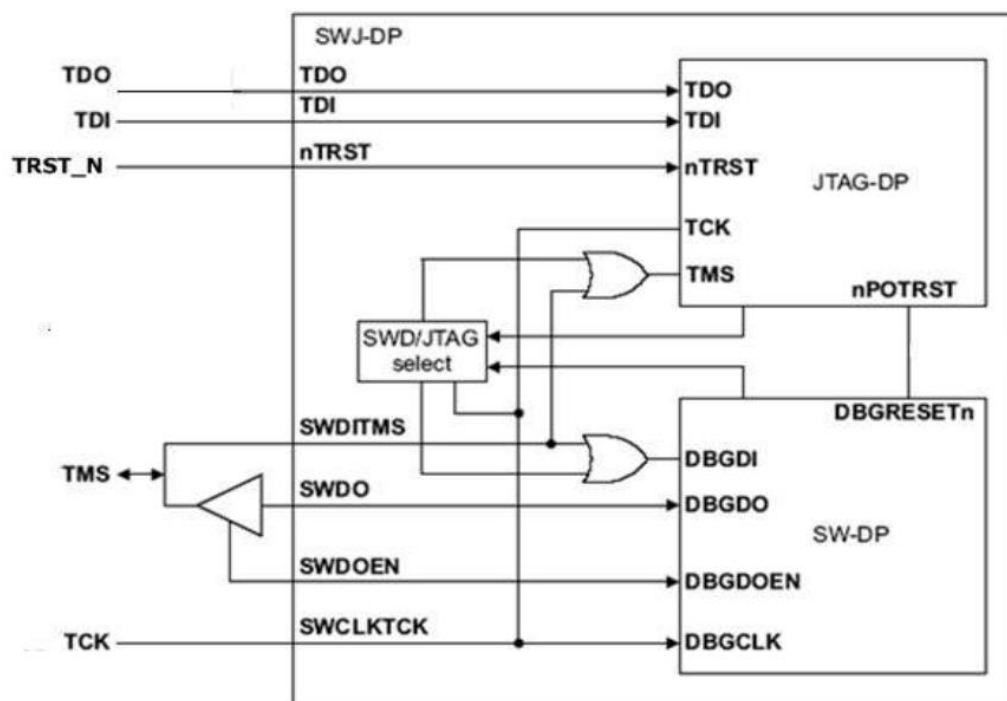 SWJ-DP
TDO
TDO
TDO
TDI
TDI
TDI
TRST_N
nTRST
nTRST
JTAG-DP
TCK
TMS
nPOTRST
SWD/JTAG
select
DBGRESETn
SWDITMS
DBGDI
TMS
SWDO
DBGDO
SW-DP
SWDOEN
DBGDOEN
TCK
SWCLKTCK
DBGCLK